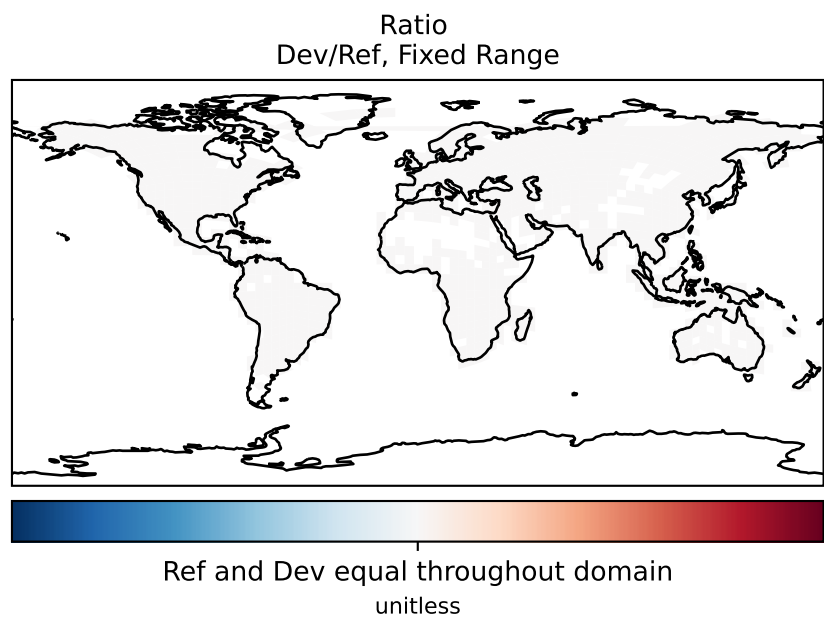 Ratio
Dev/Ref, Fixed Range
Ref and Dev equal throughout domain
unitless